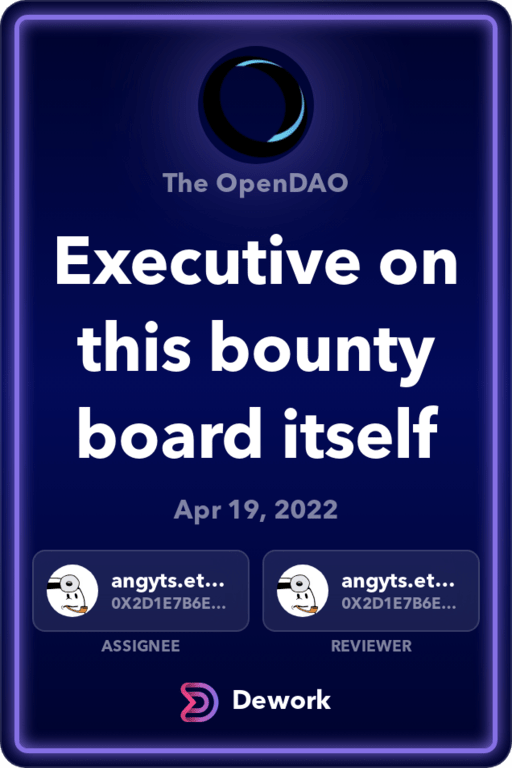 The OpenDAO
Executive on
this bounty
board itself
Apr 19, 2022
angyts.et...
0X2D1E7B6E...
ASSIGNEE
angyts.et...
0X2D1E7B6E...
REVIEWER
Dework